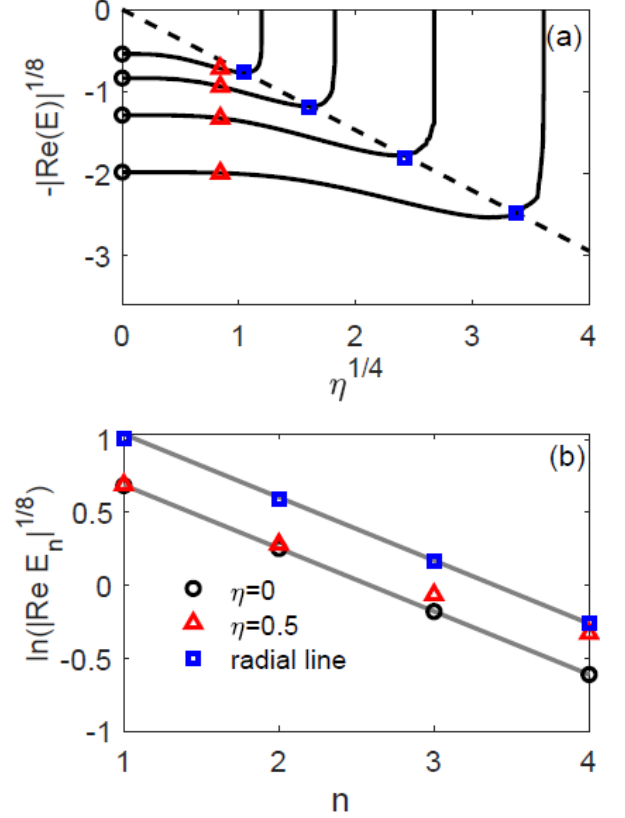 (a)
0
-1
-2
-3
-|Re(E)|^{1/8}
0 1 2 3 4
η^{1/4}
(b)
1
0.5
0
-0.5
-1
ln(|Re E_n|^{1/8})
η=0
η=0.5
radial line
1 2 3 4
n